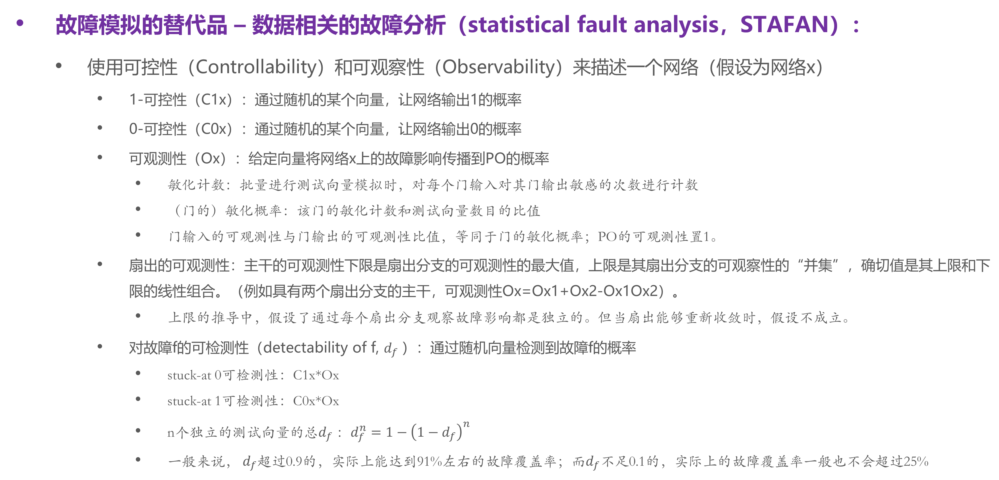 • 故障模拟的替代品 – 数据相关的故障分析（statistical fault analysis，STAFAN）：
• 使用可控性（Controllability）和可观察性（Observability）来描述一个网络（假设为网络x）
• 1-可控性（C1x）：通过随机的某个向量，让网络输出1的概率
• 0-可控性（C0x）：通过随机的某个向量，让网络输出0的概率
• 可观测性（Ox）：给定向量将网络x上的故障影响传播到PO的概率
• 敏化计数：批量进行测试向量模拟时，对每个门输入对其门输出敏感的次数进行计数
• （门的）敏化概率：该门的敏化计数和测试向量数目的比值
• 门输入的可观测性与门输出的可观测性比值，等同于门的敏化概率；PO的可观测性置1。
• 扇出的可观测性：主干的可观测性下限是扇出分支的可观测性的最大值，上限是其扇出分支的可观察性的“并集”，确切值是其上限和下
限的线性组合。（例如具有两个扇出分支的主干，可观测性Ox=Ox1+Ox2-Ox1Ox2）。
• 上限的推导中，假设了通过每个扇出分支观察故障影响都是独立的。但当扇出能够重新收敛时，假设不成立。
• 对故障f的可检测性（detectability of f, $d_f$ ）：通过随机向量检测到故障f的概率
• stuck-at 0可检测性：C1x*Ox
• stuck-at 1可检测性：C0x*Ox
• n个独立的测试向量的总$d_f$ ：$d_f^n = 1 - (1 - d_f)^n$
• 一般来说， $d_f$超过0.9的，实际上能达到91%左右的故障覆盖率；而$d_f$不足0.1的，实际上的故障覆盖率一般也不会超过25%